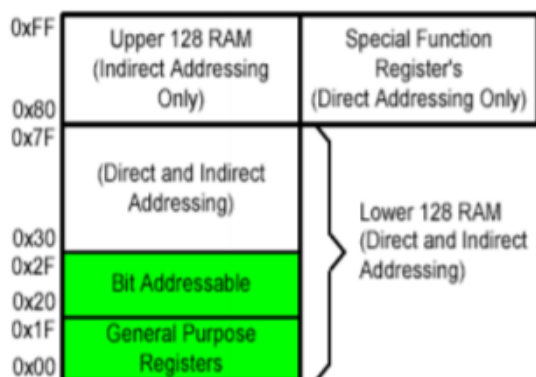 0xFF
Upper 128 RAM
(Indirect Addressing
Only)
Special Function
Register's
(Direct Addressing Only)
0x80
0x7F
(Direct and Indirect
Addressing)
0x30
Lower 128 RAM
(Direct and Indirect
Addressing)
0x2F
Bit Addressable
0x20
0x1F
General Purpose
Registers
0x00